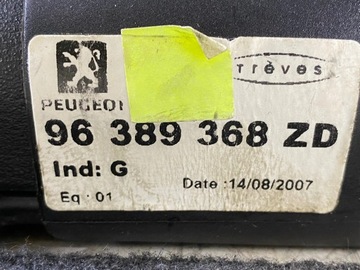 trèves
PEUGEOT
96 389 368 ZD
Ind: G
Date :14/08/2007
Eq : 01